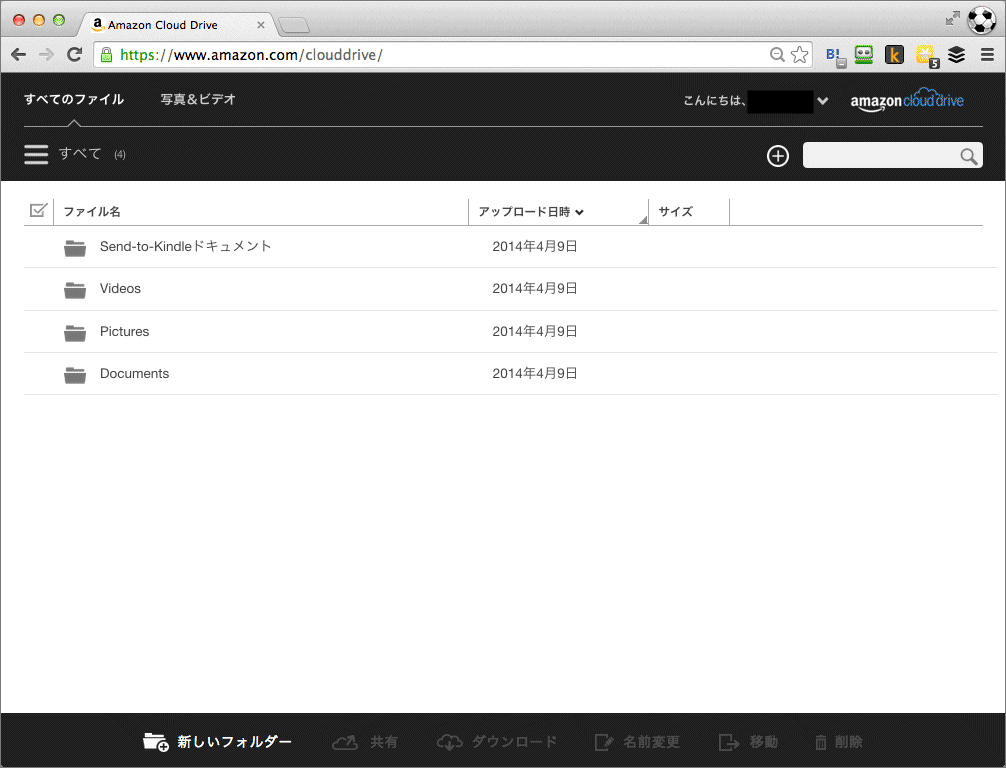 Amazon Cloud Drive
https://www.amazon.com/clouddrive/
B!
k
5
すべてのファイル 写真＆ビデオ こんにちは、 amazon cloud drive
すべて (4)
ファイル名 アップロード日時 サイズ
Send-to-Kindleドキュメント 2014年4月9日
Videos 2014年4月9日
Pictures 2014年4月9日
Documents 2014年4月9日
新しいフォルダー 共有 ダウンロード 名前変更 移動 削除